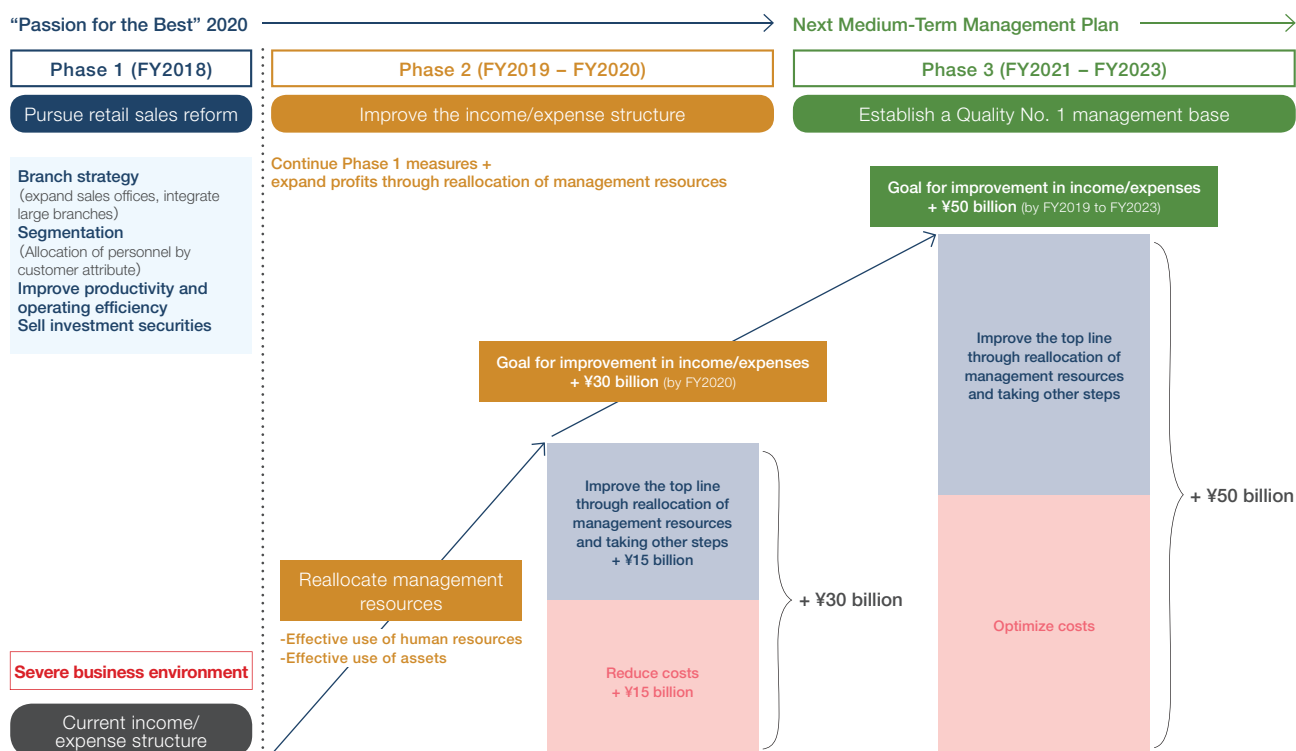 “Passion for the Best” 2020
Next Medium-Term Management Plan
Phase 1 (FY2018)
Phase 2 (FY2019 – FY2020)
Phase 3 (FY2021 – FY2023)
Pursue retail sales reform
Improve the income/expense structure
Establish a Quality No. 1 management base
Branch strategy
(expand sales offices, integrate
large branches)
Segmentation
(Allocation of personnel by
customer attribute)
Improve productivity and
operating efficiency
Sell investment securities
Continue Phase 1 measures +
expand profits through reallocation of management resources
Goal for improvement in income/expenses
+ ¥50 billion (by FY2019 to FY2023)
Goal for improvement in income/expenses
+ ¥30 billion (by FY2020)
Improve the top line
through reallocation of
management resources
and taking other steps
+ ¥50 billion
Optimize costs
Improve the top line
through reallocation of
management resources
and taking other steps
+ ¥15 billion
+ ¥30 billion
Reduce costs
+ ¥15 billion
Reallocate management
resources
-Effective use of human resources
-Effective use of assets
Severe business environment
Current income/
expense structure